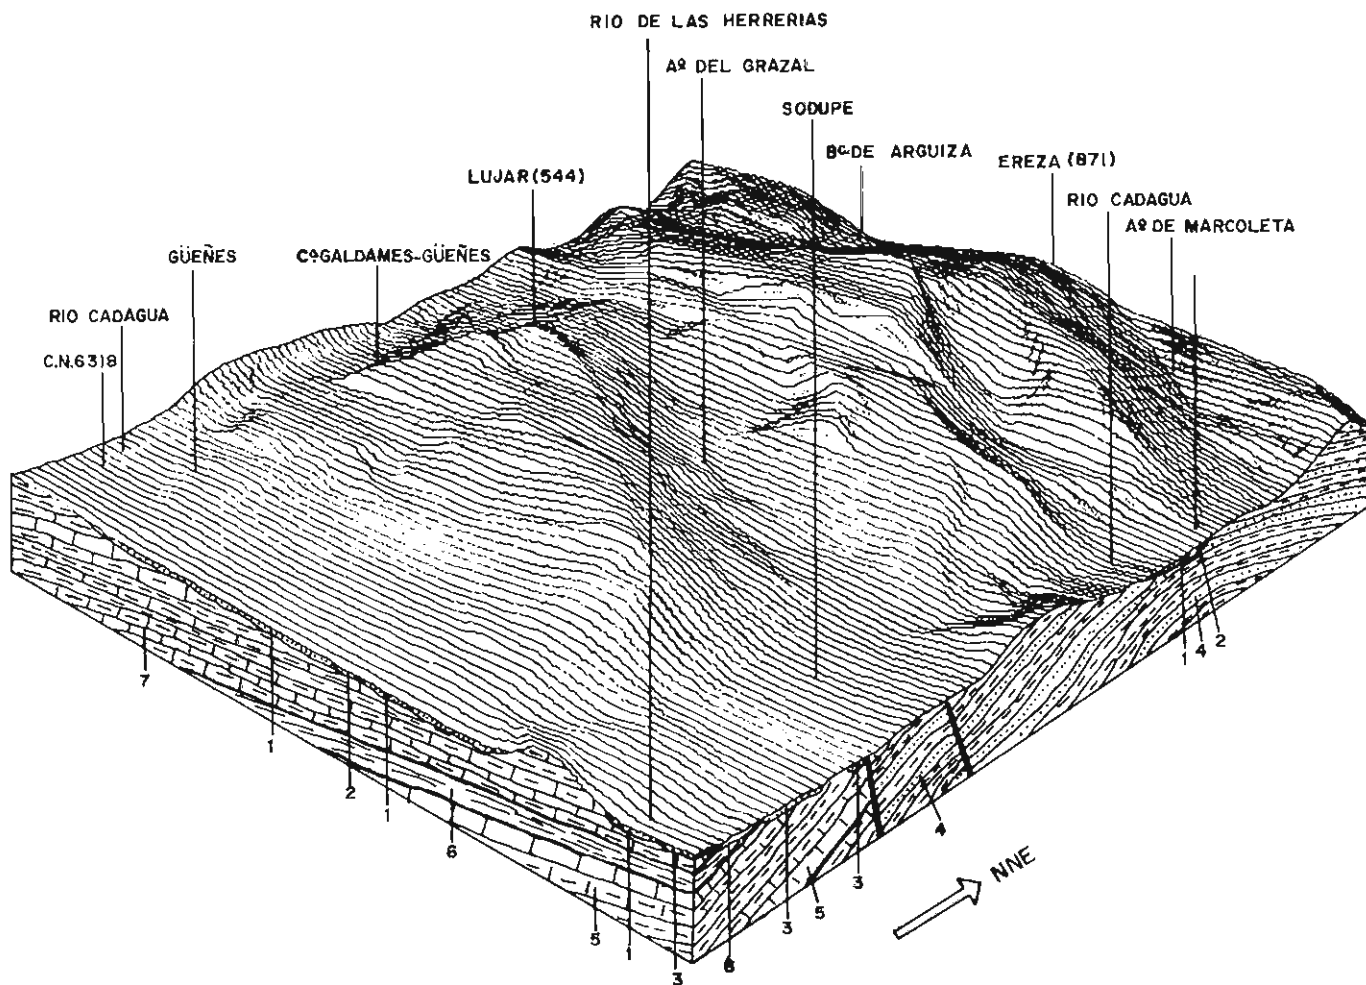 RIO DE LAS HERRERIAS
Aº DEL GRAZAL
SODUPE
Bº DE ARGUIZA
EREZA (871)
LUJAR (544)
RIO CADAGUA
Aº DE MARCOLETA
GÜEÑES
Cº GALDAMES-GÜEÑES
RIO CADAGUA
C.N.6318
7
1
2
1
6
5
1
3
6
3
5
3
4
1
4
2
NNE